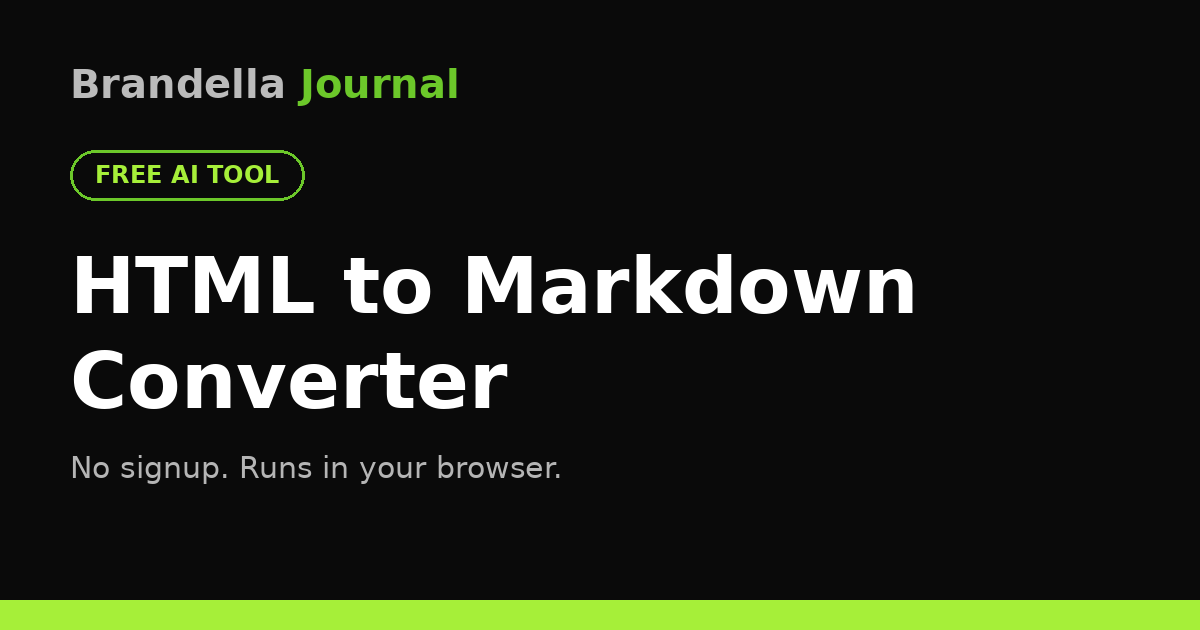 Brandella Journal
FREE AI TOOL
HTML to Markdown
Converter
No signup. Runs in your browser.